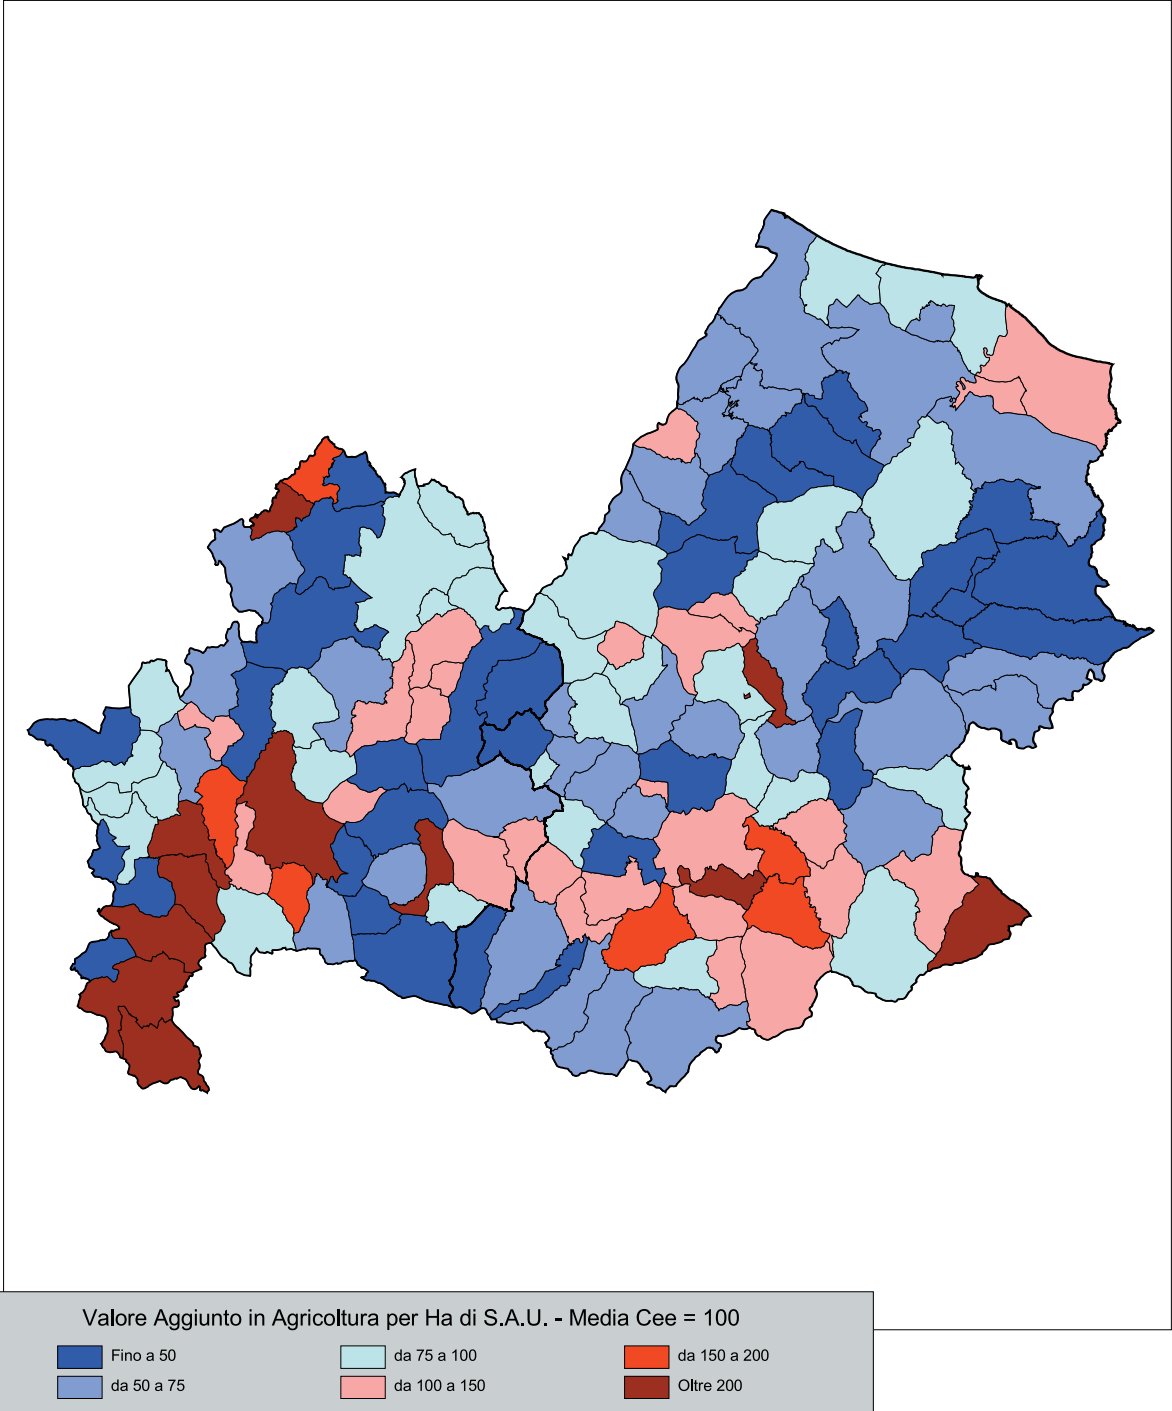 Valore Aggiunto in Agricoltura per Ha di S.A.U. - Media Cee = 100
Fino a 50
da 75 a 100
da 150 a 200
da 50 a 75
da 100 a 150
Oltre 200